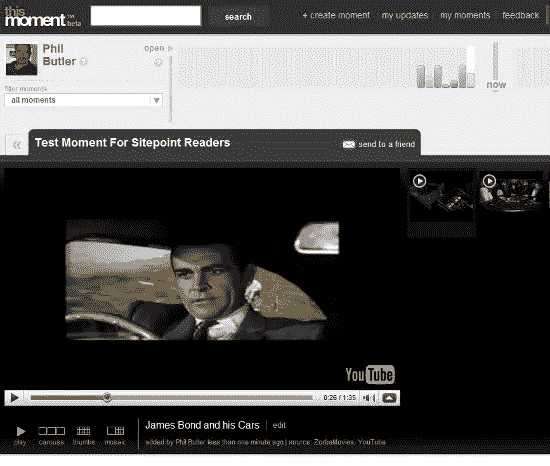 this
moment™
beta
search
+ create moment
my updates
my moments
feedback
Phil
Butler
open
filter moments
all moments
now
Test Moment For Sitepoint Readers
send to a friend
YouTube
0:26 / 1:35
play
carousel
thumbs
mosaic
James Bond and his Cars | edit
added by Phil Butler less than one minute ago | source: ZorbaMovies, YouTube